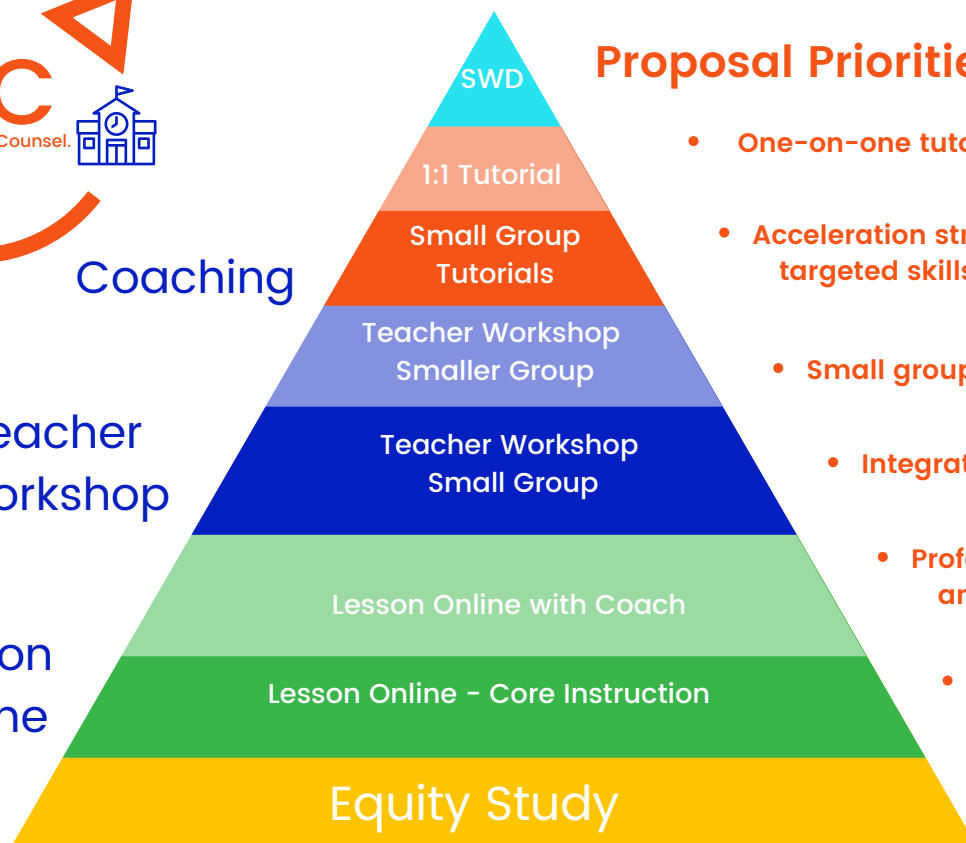 C
Counsel.
Coaching
eacher
orkshop
on
ne
SWD
1:1 Tutorial
Small Group
Tutorials
Teacher Workshop
Smaller Group
Teacher Workshop
Small Group
Lesson Online with Coach
Lesson Online - Core Instruction
Equity Study
Proposal Prioritie
• One-on-one tuto
• Acceleration str
targeted skills
• Small group
• Integrat
• Profe
an
•